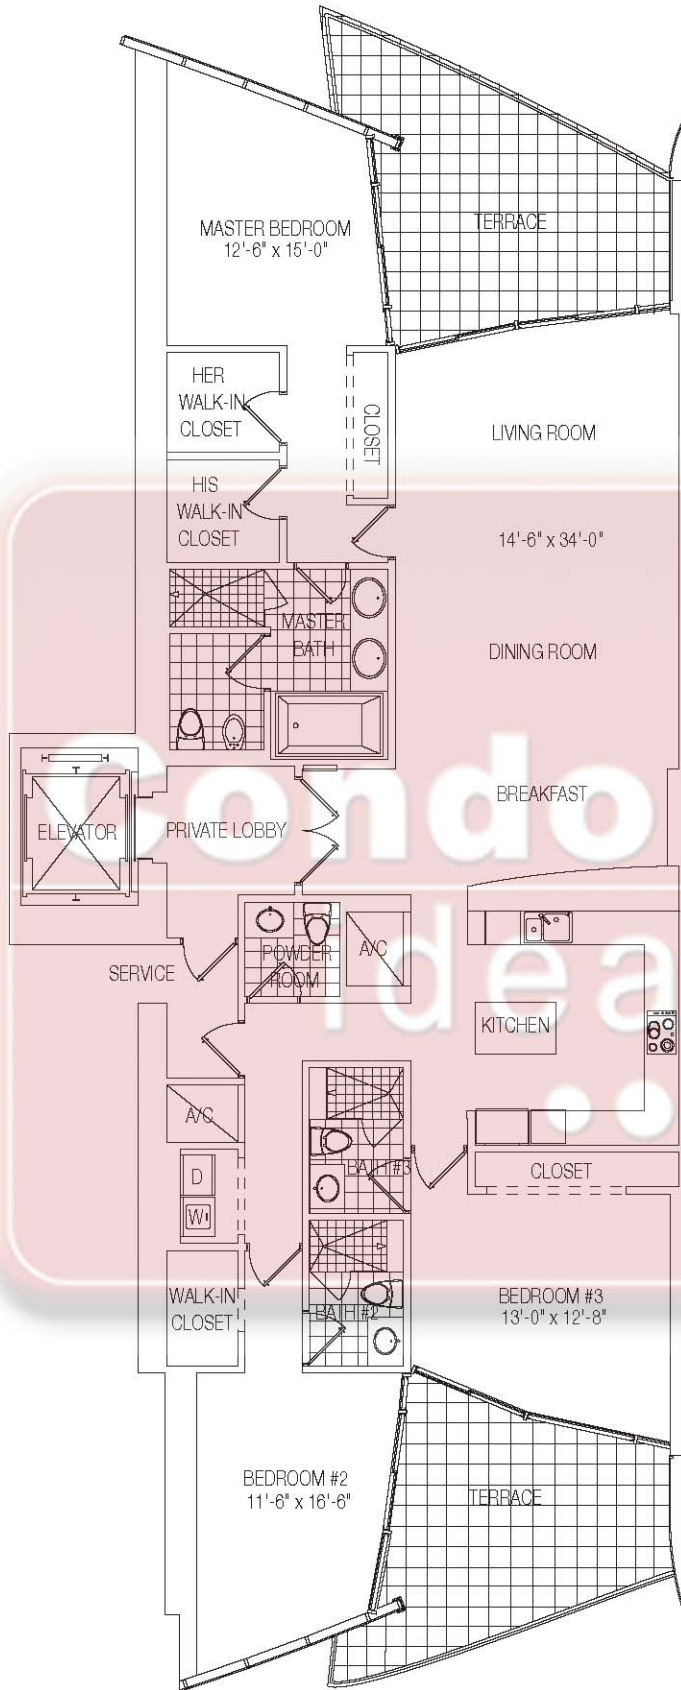 TERRACE
MASTER BEDROOM
12'-6" x 15'-0"
HER
WALK-IN
CLOSET
CLOSET
LIVING ROOM
HIS
WALK-IN
CLOSET
14'-6" x 34'-0"
MASTER
BATH
DINING ROOM
Condo
BREAKFAST
ELEVATOR
PRIVATE LOBBY
idea
POWDER
ROOM
A/C
SERVICE
KITCHEN
A/C
BATH #3
CLOSET
D
W
WALK-IN
CLOSET
BATH #2
BEDROOM #3
13'-0" x 12'-8"
BEDROOM #2
11'-6" x 16'-6"
TERRACE